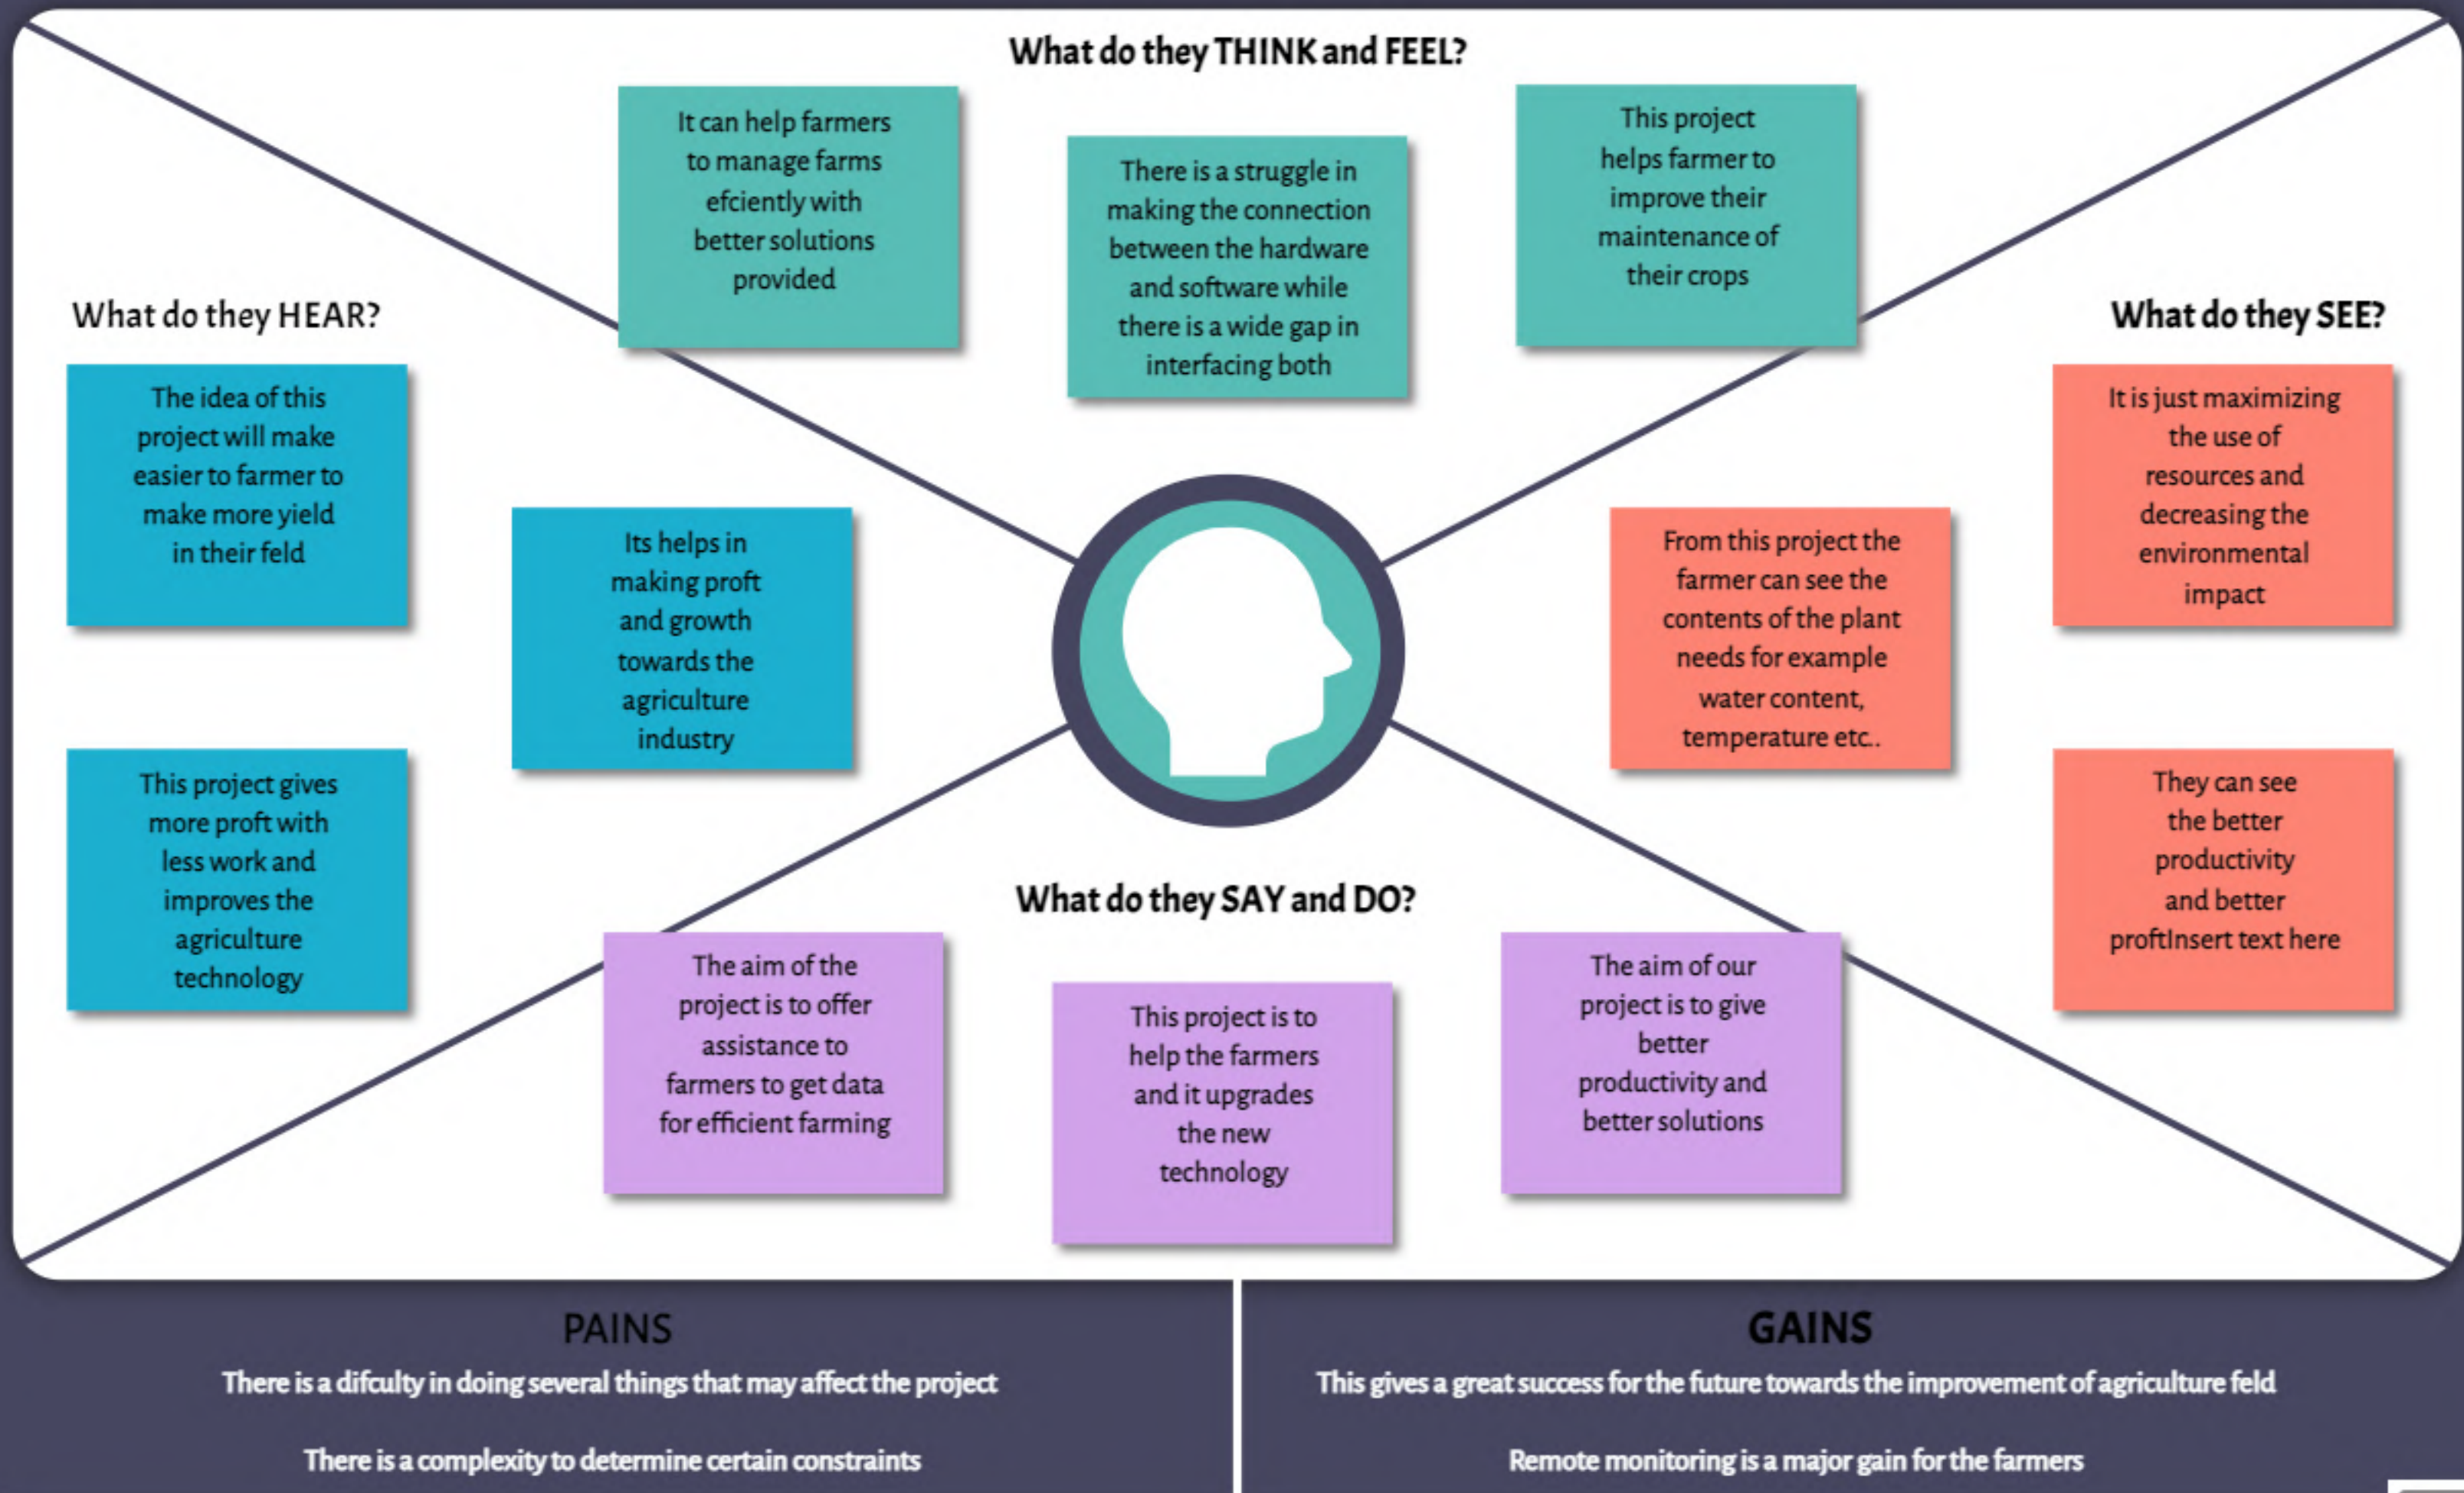 What do they THINK and FEEL?
It can help farmers
to manage farms
efciently with
better solutions
provided
There is a struggle in
making the connection
between the hardware
and software while
there is a wide gap in
interfacing both
This project
helps farmer to
improve their
maintenance of
their crops
What do they HEAR?
The idea of this
project will make
easier to farmer to
make more yield
in their feld
Its helps in
making proft
and growth
towards the
agriculture
industry
This project gives
more proft with
less work and
improves the
agriculture
technology
What do they SEE?
It is just maximizing
the use of
resources and
decreasing the
environmental
impact
From this project the
farmer can see the
contents of the plant
needs for example
water content,
temperature etc..
They can see
the better
productivity
and better
proftInsert text here
What do they SAY and DO?
The aim of the
project is to offer
assistance to
farmers to get data
for efficient farming
This project is to
help the farmers
and it upgrades
the new
technology
The aim of our
project is to give
better
productivity and
better solutions
PAINS
There is a difculty in doing several things that may affect the project
There is a complexity to determine certain constraints
GAINS
This gives a great success for the future towards the improvement of agriculture feld
Remote monitoring is a major gain for the farmers